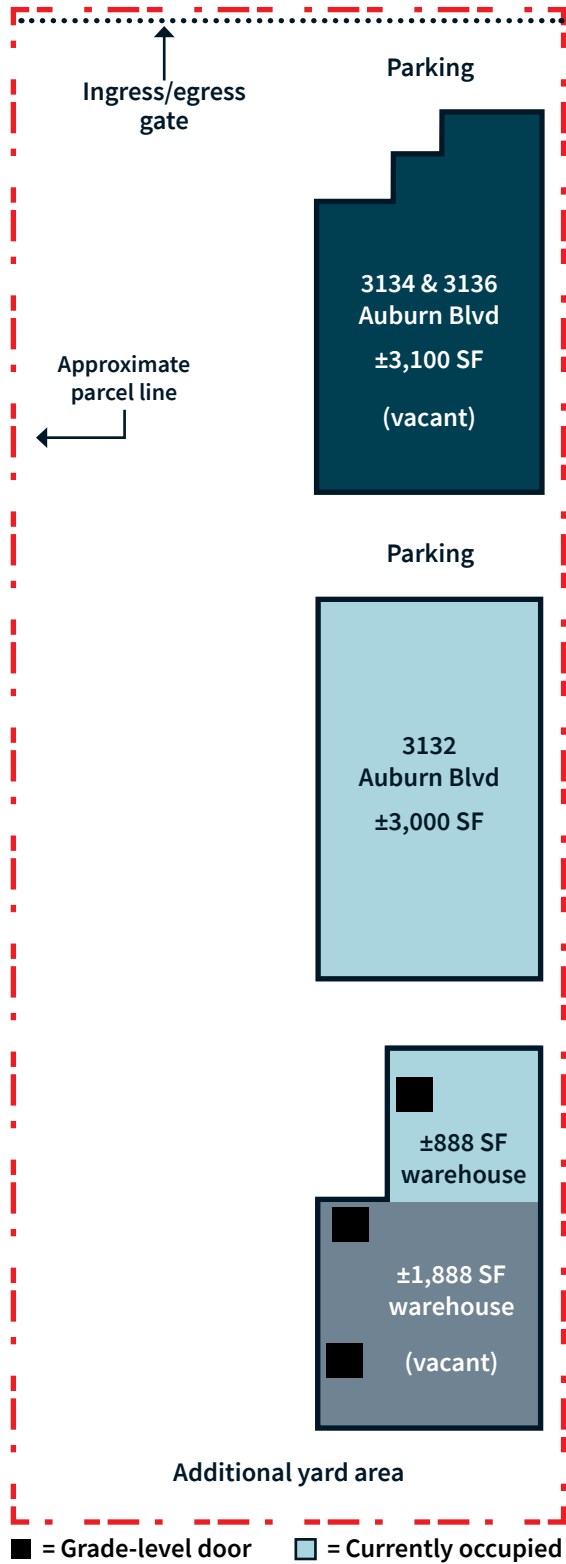 Parking
Ingress/egress
gate
3134 & 3136
Auburn Blvd
±3,100 SF
(vacant)
Approximate
parcel line
Parking
3132
Auburn Blvd
±3,000 SF
±888 SF
warehouse
±1,888 SF
warehouse
(vacant)
Additional yard area
= Grade-level door
= Currently occupied